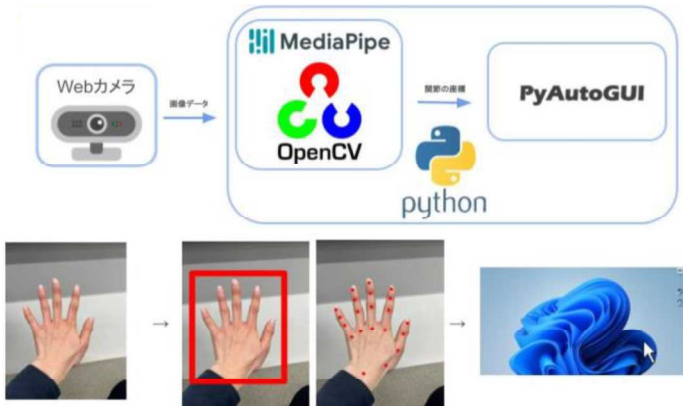 MediaPipe
Webカメラ
画像データ
関節の座標
PyAutoGUI
OpenCV
python
→
→